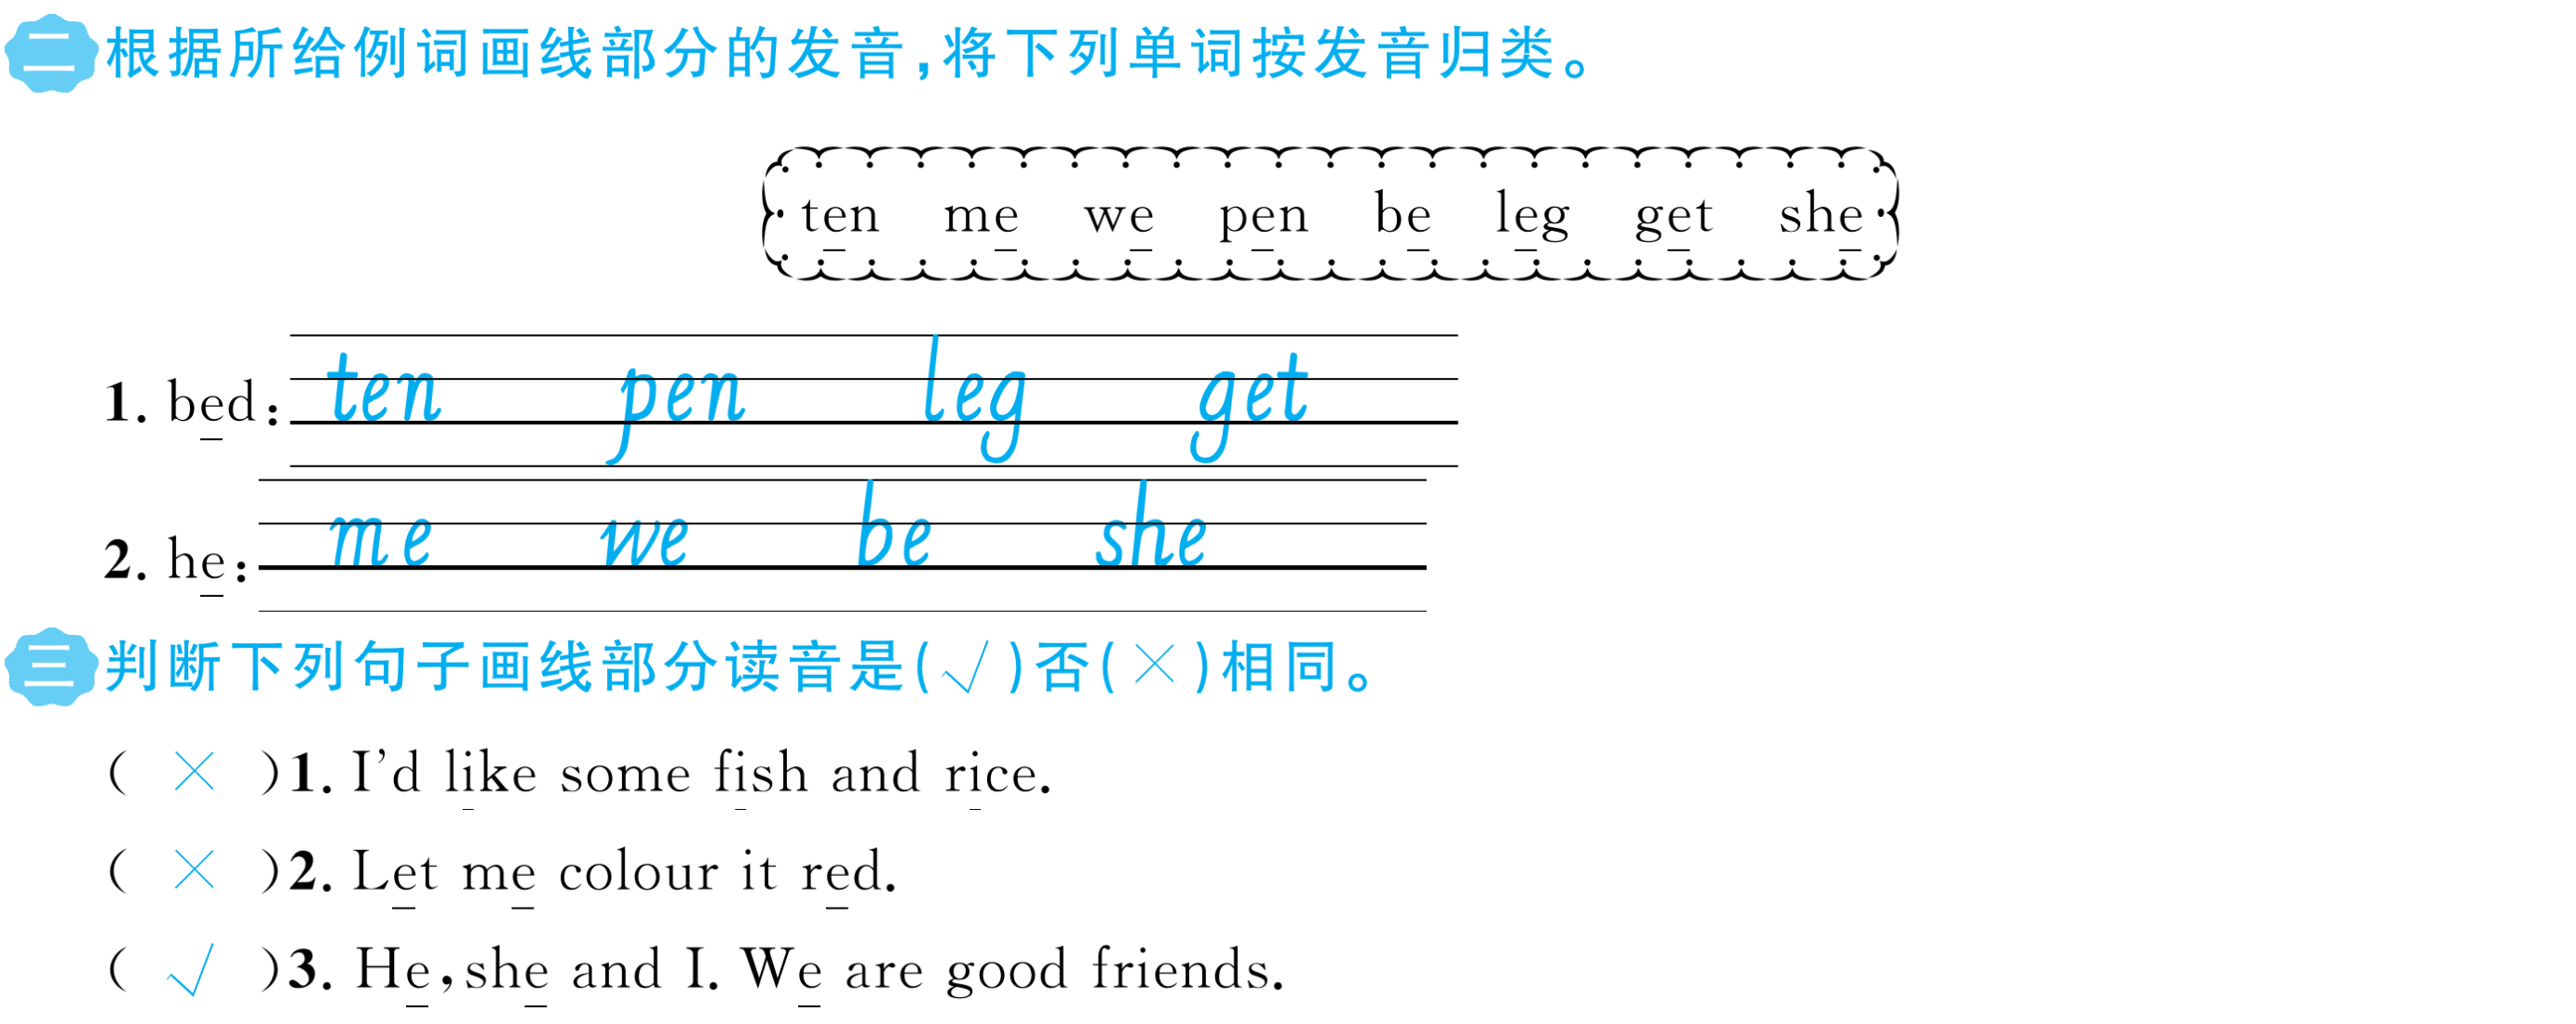 二 根据所给例词画线部分的发音,将下列单词按发音归类。
ten me we pen be leg get she
1. bed: ten pen leg get
2. he: me we be she
三 判断下列句子画线部分读音是(√)否(×)相同。
( × )1. I’d like some fish and rice.
( × )2. Let me colour it red.
( √ )3. He,she and I. We are good friends.